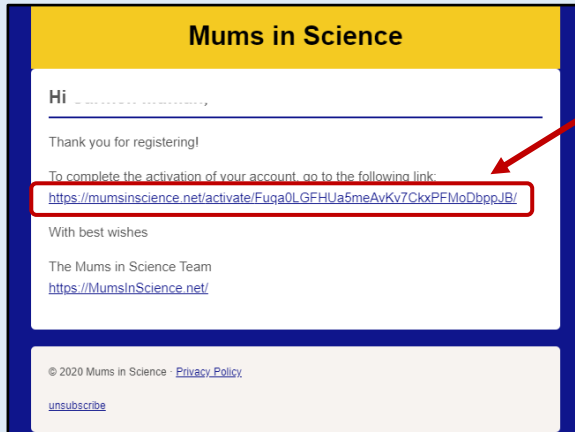 Mums in Science
Hi
Thank you for registering!
To complete the activation of your account, go to the following link:
https://mumsinscience.net/activate/Fuqa0LGFHUa5meAvKv7CkxPFMoDbppJB/
With best wishes
The Mums in Science Team
https://MumsInScience.net/
© 2020 Mums in Science · Privacy Policy
unsubscribe